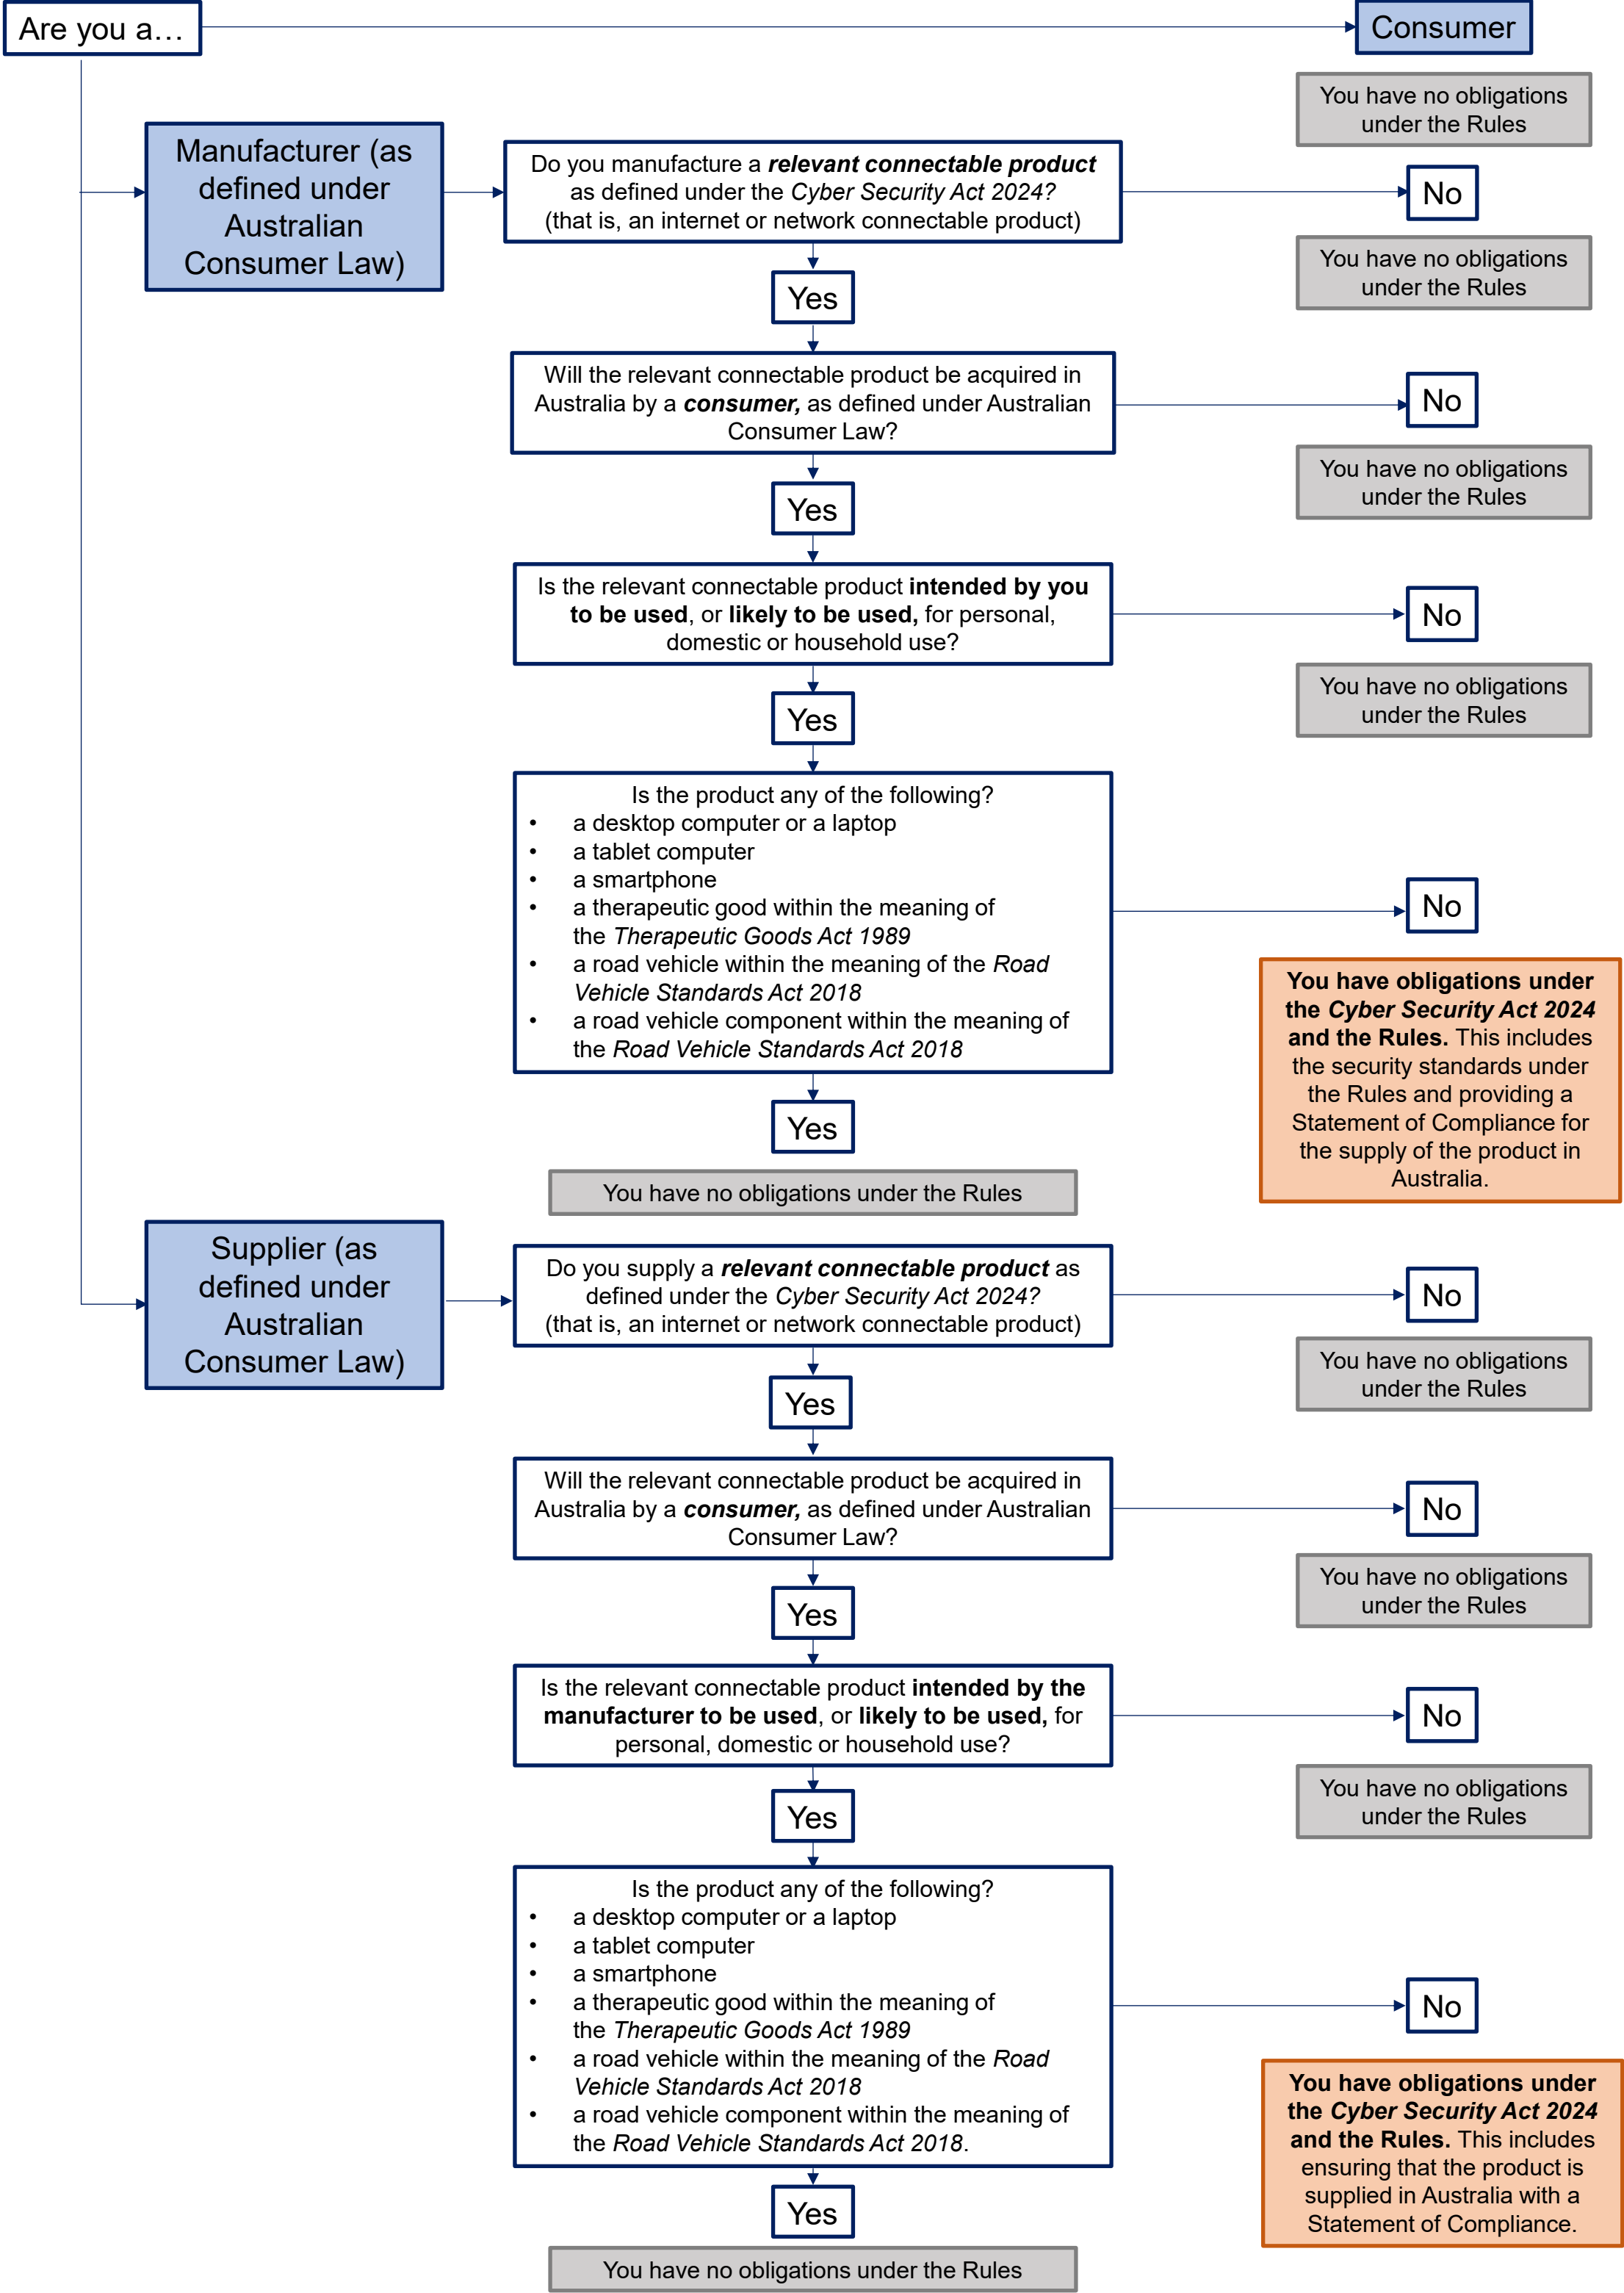 Are you a…
Consumer
You have no obligations
under the Rules
Manufacturer (as
defined under
Australian
Consumer Law)
Do you manufacture a relevant connectable product
as defined under the Cyber Security Act 2024?
(that is, an internet or network connectable product)
No
You have no obligations
under the Rules
Yes
Will the relevant connectable product be acquired in
Australia by a consumer, as defined under Australian
Consumer Law?
No
You have no obligations
under the Rules
Yes
Is the relevant connectable product intended by you
to be used, or likely to be used, for personal,
domestic or household use?
No
You have no obligations
under the Rules
Yes
Is the product any of the following?
• a desktop computer or a laptop
• a tablet computer
• a smartphone
• a therapeutic good within the meaning of
the Therapeutic Goods Act 1989
• a road vehicle within the meaning of the Road
Vehicle Standards Act 2018
• a road vehicle component within the meaning of
the Road Vehicle Standards Act 2018
No
You have obligations under
the Cyber Security Act 2024
and the Rules. This includes
the security standards under
the Rules and providing a
Statement of Compliance for
the supply of the product in
Australia.
Yes
You have no obligations under the Rules
Supplier (as
defined under
Australian
Consumer Law)
Do you supply a relevant connectable product as
defined under the Cyber Security Act 2024?
(that is, an internet or network connectable product)
No
You have no obligations
under the Rules
Yes
Will the relevant connectable product be acquired in
Australia by a consumer, as defined under Australian
Consumer Law?
No
You have no obligations
under the Rules
Yes
Is the relevant connectable product intended by the
manufacturer to be used, or likely to be used, for
personal, domestic or household use?
No
You have no obligations
under the Rules
Yes
Is the product any of the following?
• a desktop computer or a laptop
• a tablet computer
• a smartphone
• a therapeutic good within the meaning of
the Therapeutic Goods Act 1989
• a road vehicle within the meaning of the Road
Vehicle Standards Act 2018
• a road vehicle component within the meaning of
the Road Vehicle Standards Act 2018.
No
You have obligations under
the Cyber Security Act 2024
and the Rules. This includes
ensuring that the product is
supplied in Australia with a
Statement of Compliance.
Yes
You have no obligations under the Rules